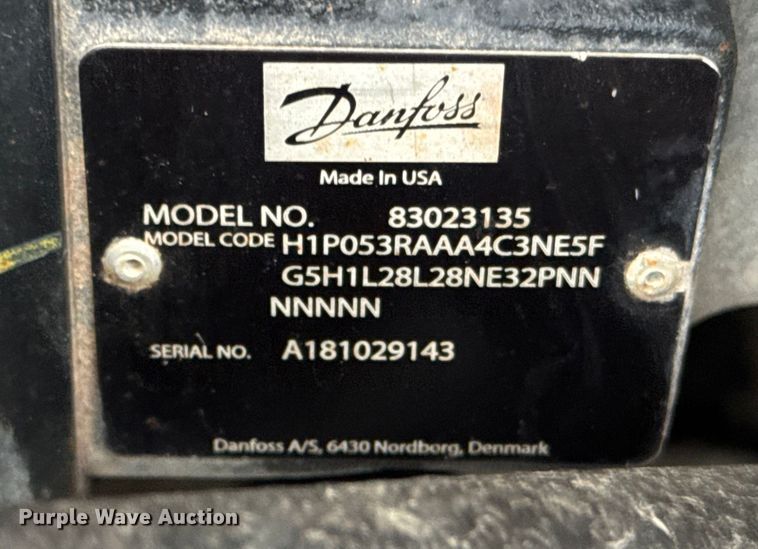 Danfoss
Made In USA
MODEL NO. 83023135
MODEL CODE H1P053RAAA4C3NE5F
G5H1L28L28NE32PNN
NNNNN
SERIAL NO. A181029143
Danfoss A/S, 6430 Nordborg, Denmark
Purple Wave Auction